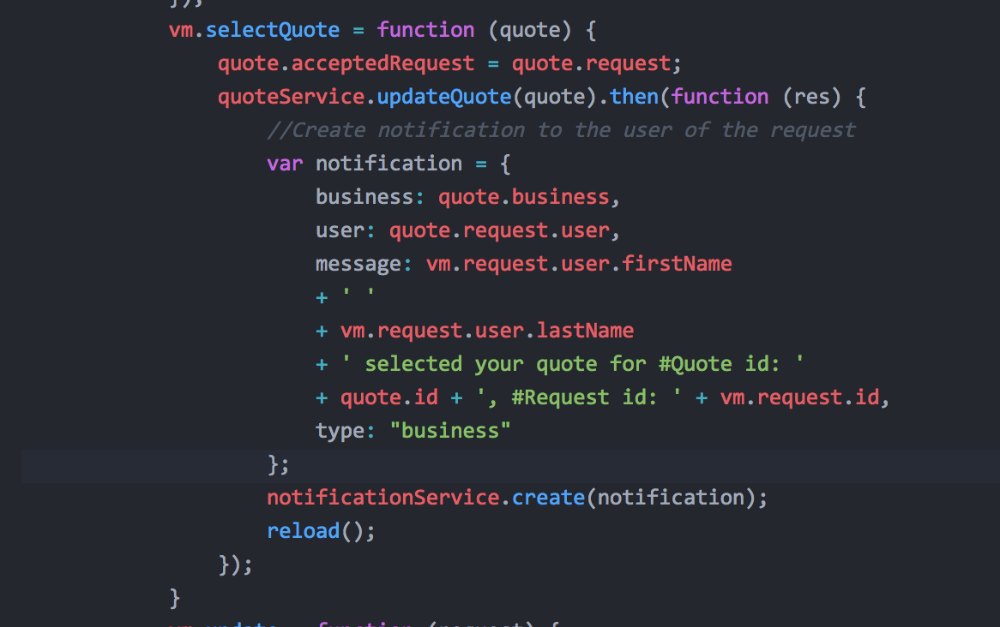 });
vm.selectQuote = function (quote) {
quote.acceptedRequest = quote.request;
quoteService.updateQuote(quote).then(function (res) {
//Create notification to the user of the request
var notification = {
business: quote.business,
user: quote.request.user,
message: vm.request.user.firstName
+ ' '
+ vm.request.user.lastName
+ ' selected your quote for #Quote id: '
+ quote.id + ', #Request id: ' + vm.request.id,
type: "business"
};
notificationService.create(notification);
reload();
});
}
vm.update = function (request) {